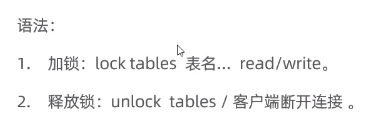 语法：
1. 加锁：lock tables 表名... read/write。
2. 释放锁：unlock tables / 客户端断开连接 。